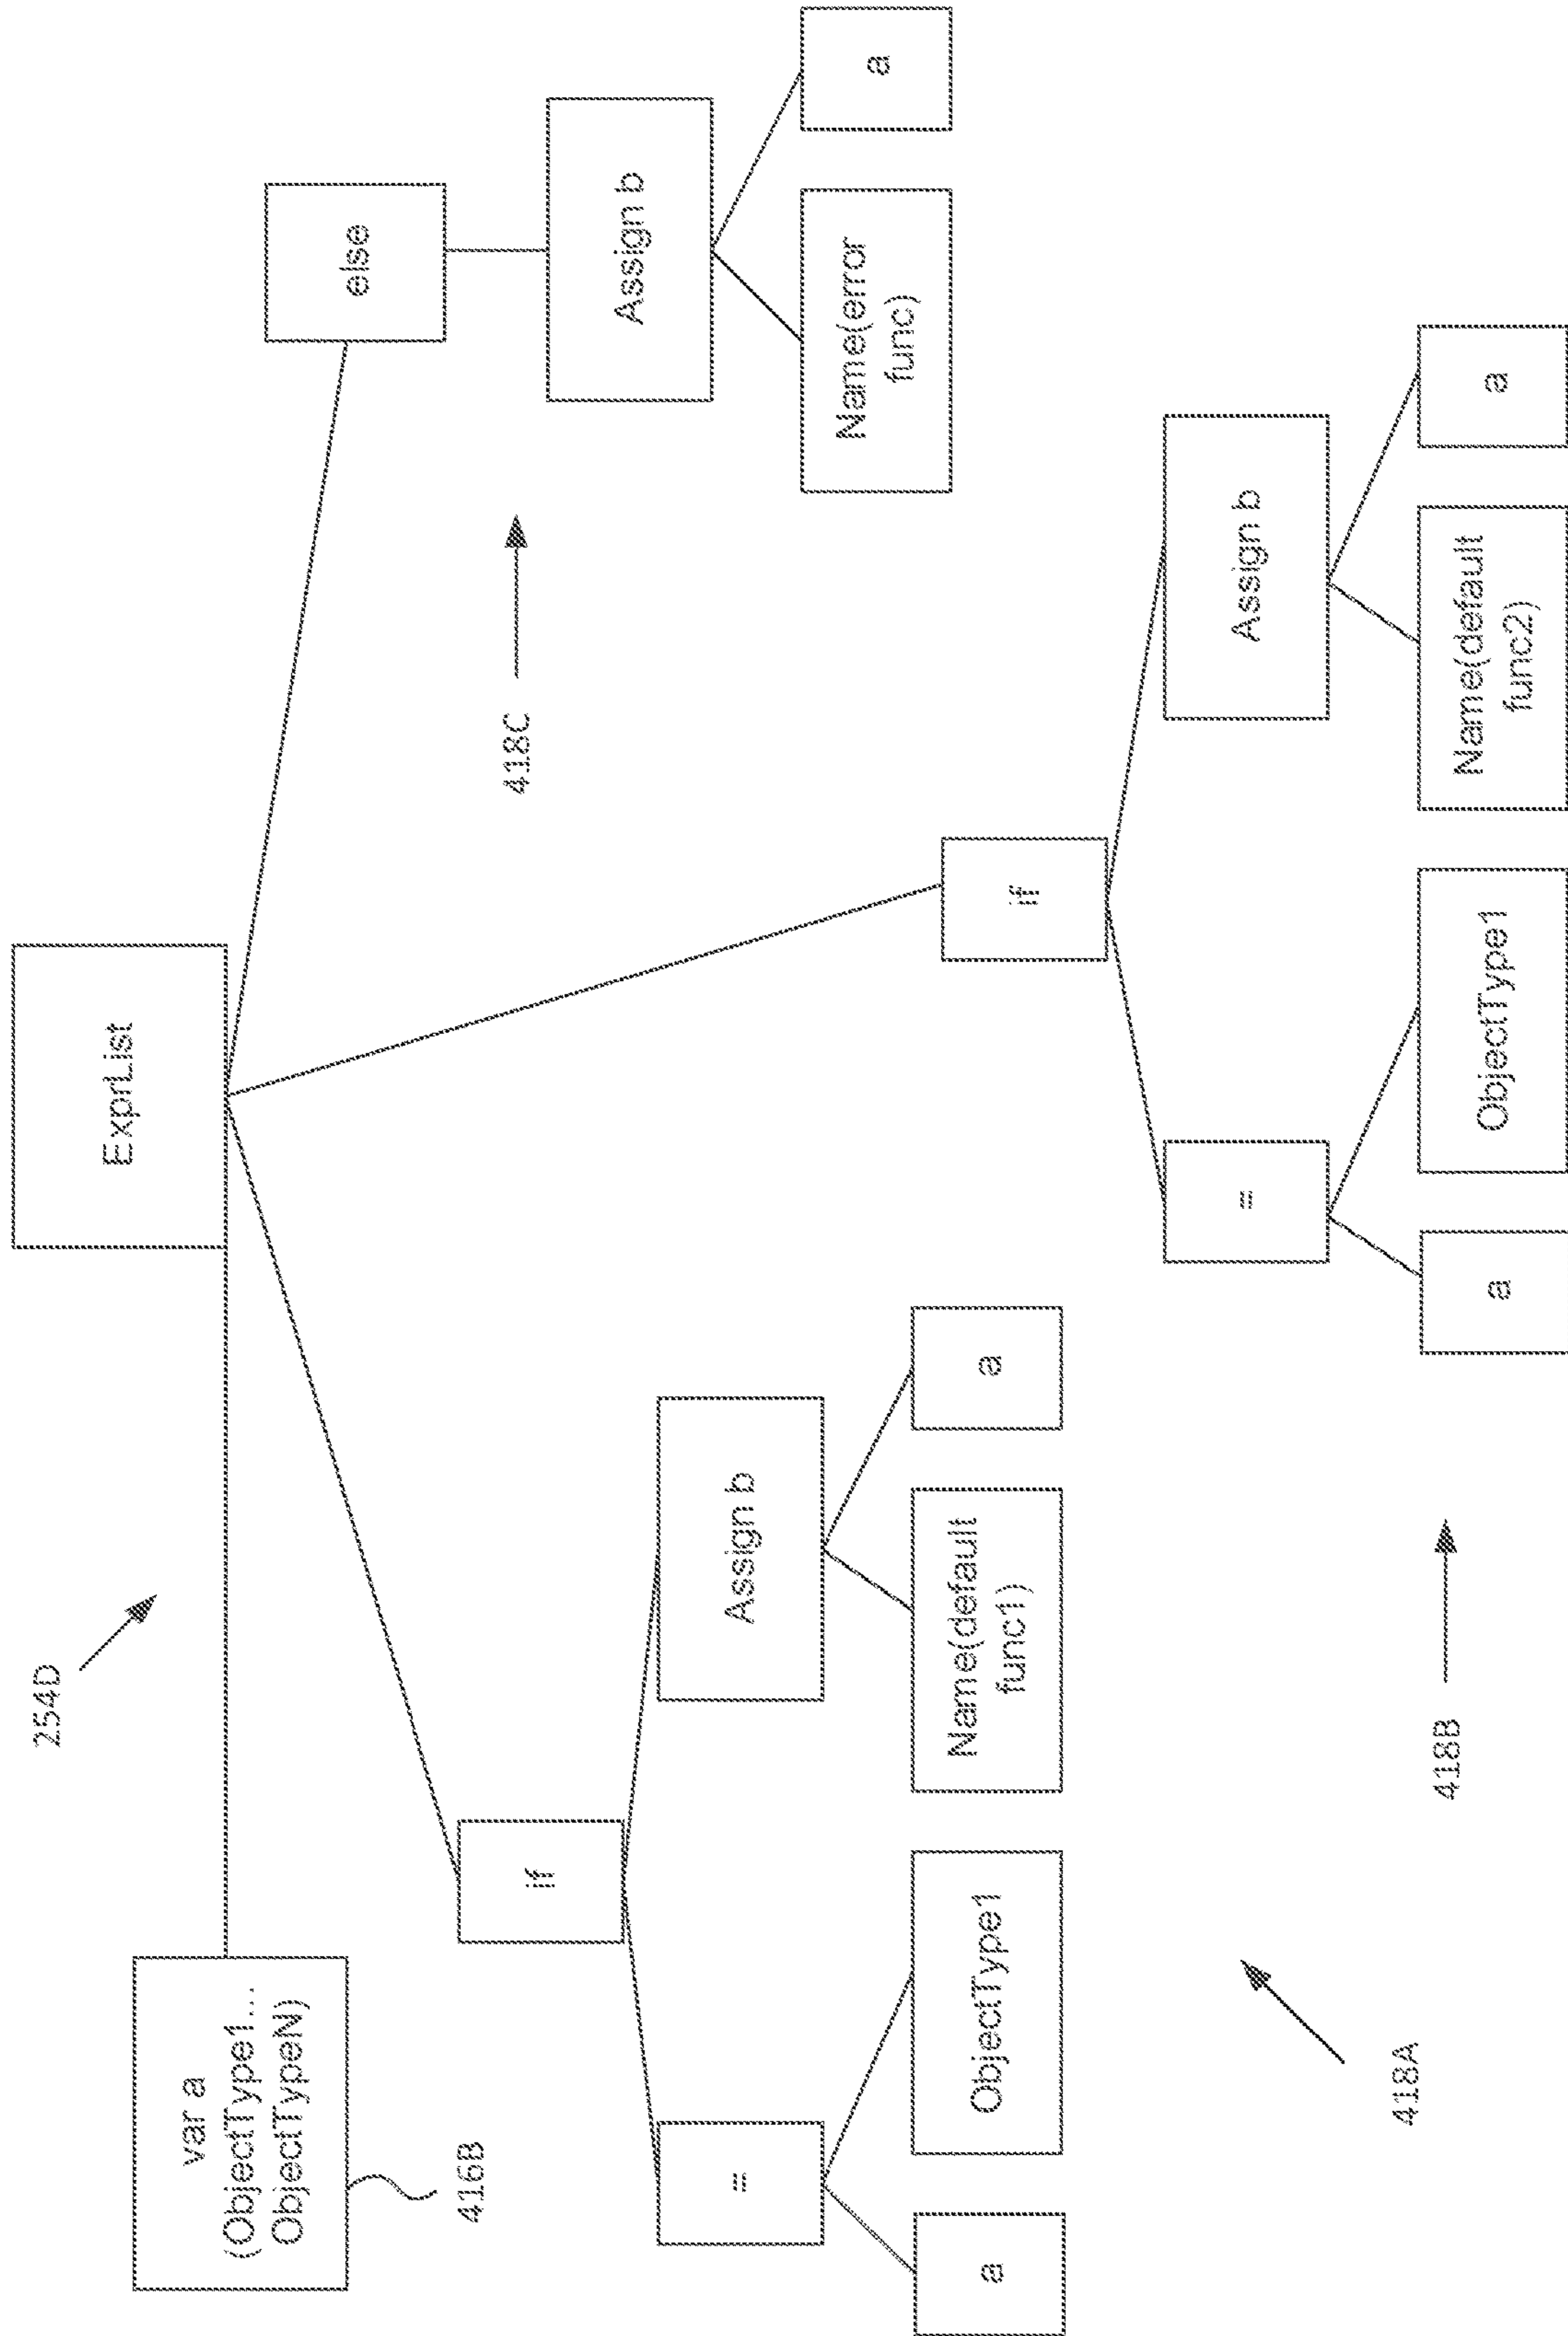 254D
ExprList
var a
(ObjectType1...
ObjectTypeN)
416B
if
else
=
Assign b
a
ObjectType1
Name(default
func1)
a
418A
418C
Assign b
Name(error
func)
a
if
=
Assign b
a
ObjectType1
Name(default
func2)
a
418B